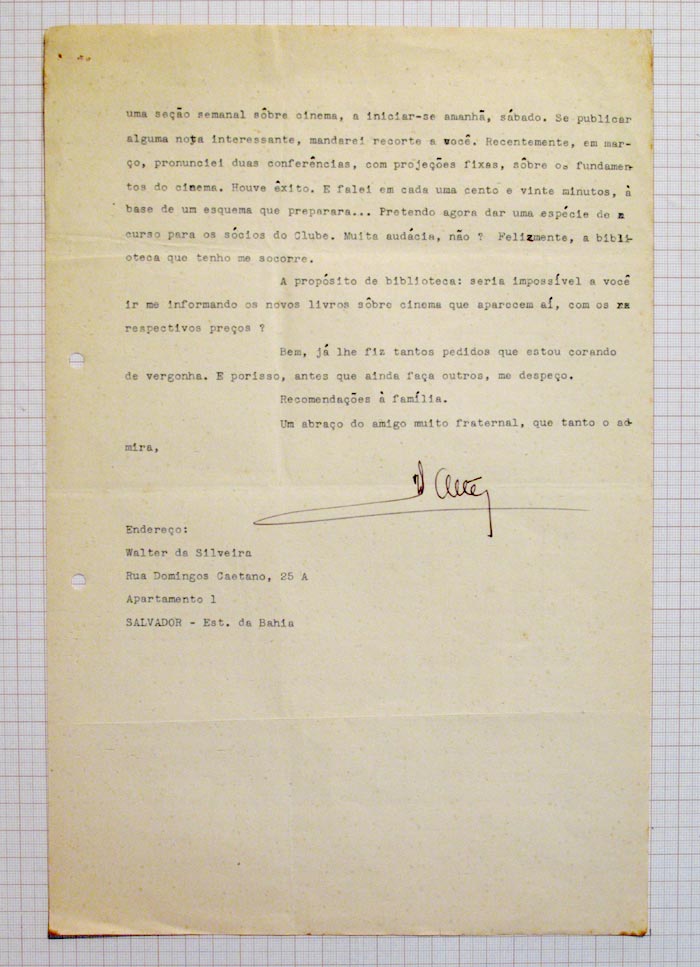 uma seção semanal sôbre cinema, a iniciar-se amanhã, sábado. Se publicar
alguma nota interessante, mandarei recorte a você. Recentemente, em mar-
ço, pronunciei duas conferências, com projeções fixas, sôbre os fundamen-
tos do cinema. Houve êxito. E falei em cada uma cento e vinte minutos, à
base de um esquema que preparara... Pretendo agora dar uma espécie de
curso para os sócios do Clube. Muita audácia, não ? Felizmente, a bibli-
oteca que tenho me socorre.
A propósito de biblioteca: seria impossível a você
ir me informando os novos livros sôbre cinema que aparecem aí, com os
respectivos preços ?
Bem, já lhe fiz tantos pedidos que estou corando
de vergonha. E porisso, antes que ainda faça outros, me despeço.
Recomendações à família.
Um abraço do amigo muito fraternal, que tanto o ad-
mira,
Endereço:
Walter da Silveira
Rua Domingos Caetano, 25 A
Apartamento 1
SALVADOR - Est. da Bahia